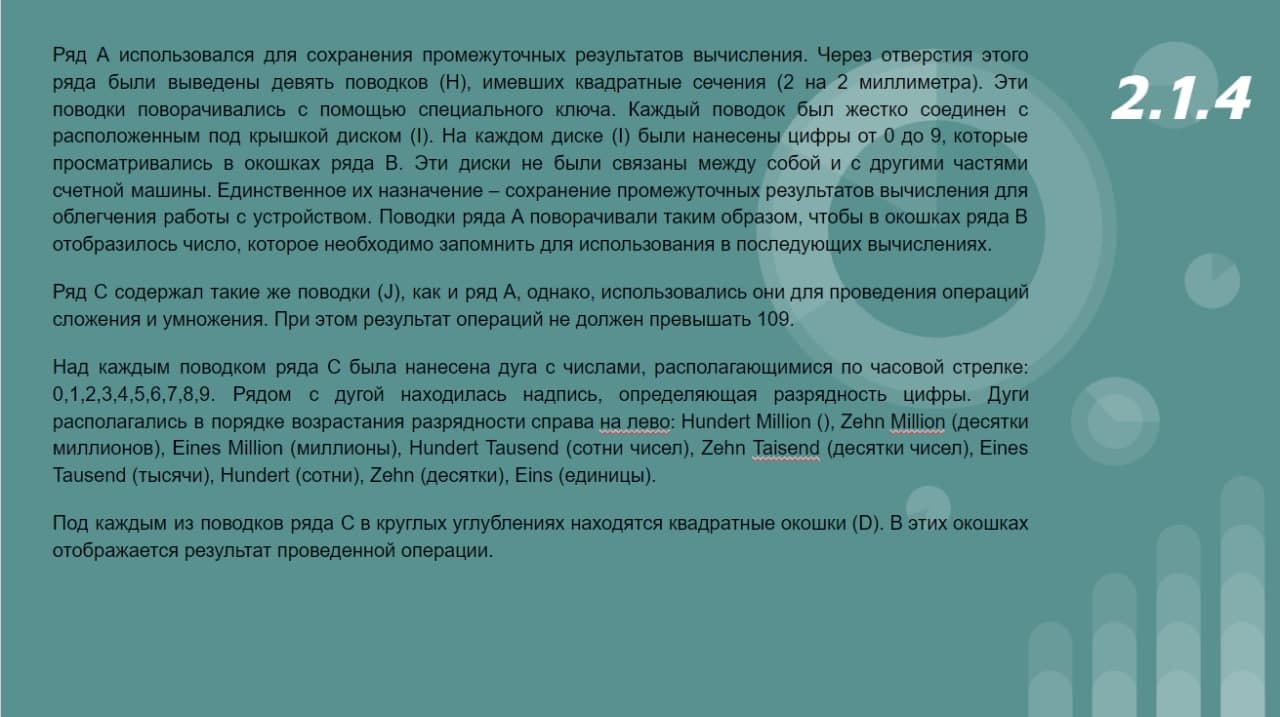 Ряд А использовался для сохранения промежуточных результатов вычисления. Через отверстия этого
ряда были выведены девять поводков (H), имевших квадратные сечения (2 на 2 миллиметра). Эти
поводки поворачивались с помощью специального ключа. Каждый поводок был жестко соединен с
расположенным под крышкой диском (I). На каждом диске (I) были нанесены цифры от 0 до 9, которые
просматривались в окошках ряда В. Эти диски не были связаны между собой и с другими частями
счетной машины. Единственное их назначение – сохранение промежуточных результатов вычисления для
облегчения работы с устройством. Поводки ряда А поворачивали таким образом, чтобы в окошках ряда В
отобразилось число, которое необходимо запомнить для использования в последующих вычислениях.
Ряд С содержал такие же поводки (J), как и ряд А, однако, использовались они для проведения операций
сложения и умножения. При этом результат операций не должен превышать 109.
Над каждым поводком ряда С была нанесена дуга с числами, располагающимися по часовой стрелке:
0,1,2,3,4,5,6,7,8,9. Рядом с дугой находилась надпись, определяющая разрядность цифры. Дуги
располагались в порядке возрастания разрядности справа на лево: Hundert Million (), Zehn Million (десятки
миллионов), Eines Million (миллионы), Hundert Tausend (сотни чисел), Zehn Taisend (десятки чисел), Eines
Tausend (тысячи), Hundert (сотни), Zehn (десятки), Eins (единицы).
Под каждым из поводков ряда С в круглых углублениях находятся квадратные окошки (D). В этих окошках
отображается результат проведенной операции.
2.1.4